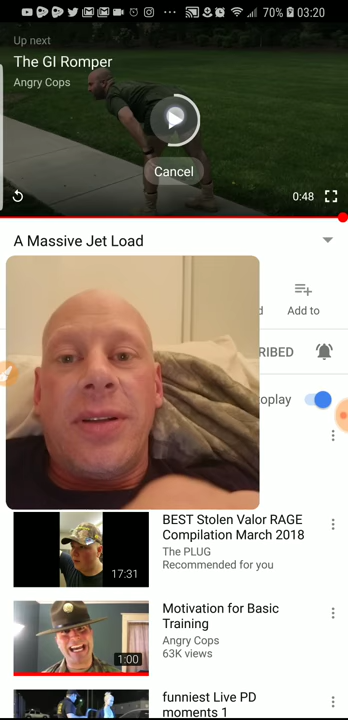 70% 03:20
Up next
The GI Romper
Angry Cops
Cancel
0:48
A Massive Jet Load
d
Add to
RIBED
oplay
BEST Stolen Valor RAGE
Compilation March 2018
The PLUG
Recommended for you
17:31
Motivation for Basic
Training
Angry Cops
63K views
1:00
funniest Live PD
moments 1